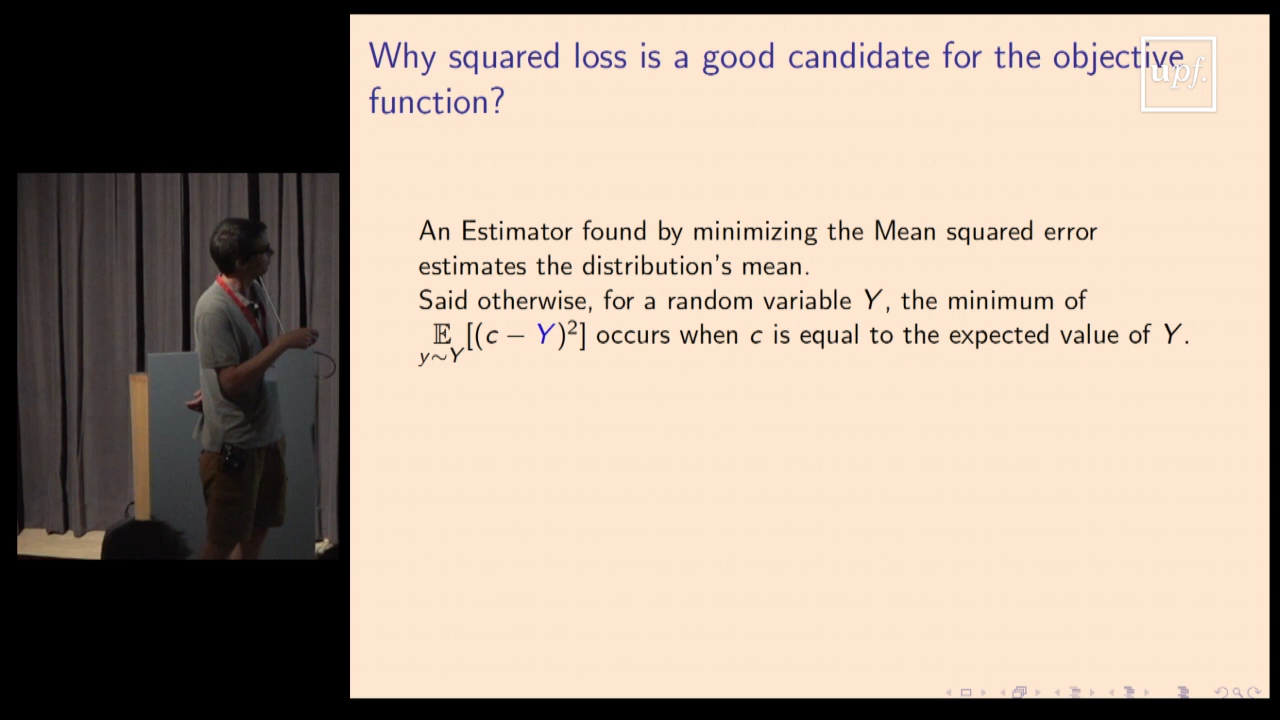 Why squared loss is a good candidate for the objective
function?
upf.
An Estimator found by minimizing the Mean squared error
estimates the distribution's mean.
Said otherwise, for a random variable Y, the minimum of
𝔼 [(c − Y)²] occurs when c is equal to the expected value of Y.
y∼Y